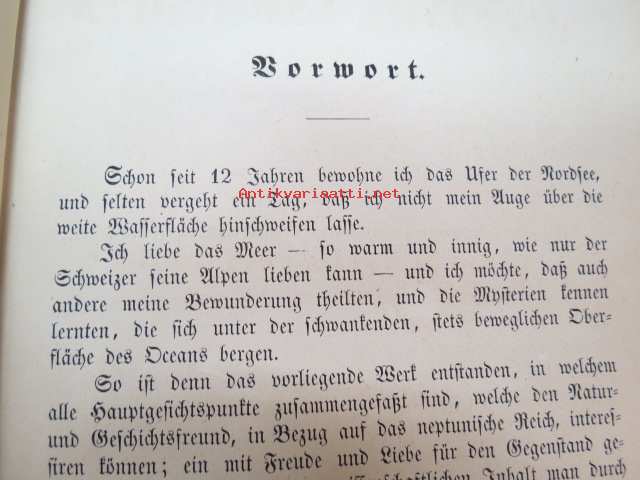 Vorwort.
Schon seit 12 Jahren bewohne ich das Ufer der Nordsee,
und selten vergeht ein Tag, daß ich nicht mein Auge über die
Antikvariaatti.net
weite Wasserfläche hinschweifen lasse.
Ich liebe das Meer — so warm und innig, wie nur der
Schweizer seine Alpen lieben kann — und ich möchte, daß auch
andere meine Bewunderung theilten, und die Mysterien kennen
lernten, die sich unter der schwankenden, stets beweglichen Ober-
fläche des Oceans bergen.
So ist denn das vorliegende Werk entstanden, in welchem
alle Hauptgesichtspunkte zusammengefaßt sind, welche den Natur-
und Geschichtsfreund, in Bezug auf das neptunische Reich, interes-
siren können; ein mit Freude und Liebe für den Gegenstand ge-
Inhalt man durch